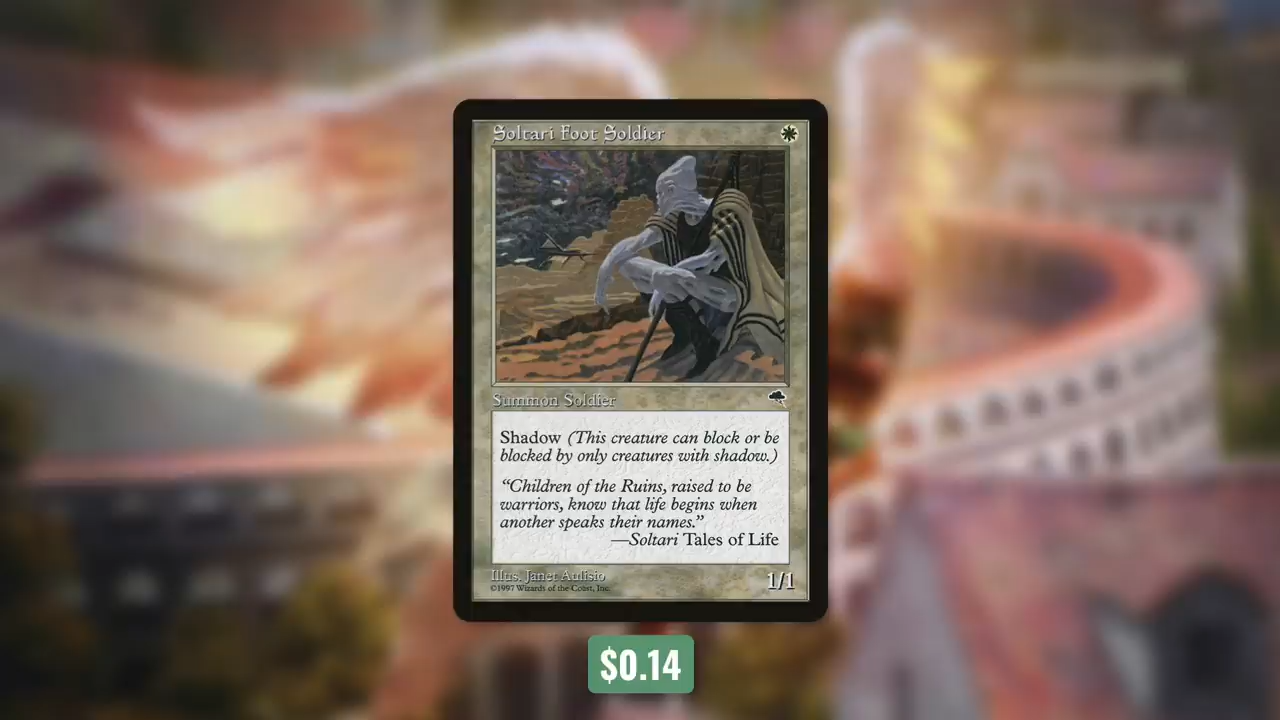 Soltari Foot Soldier
Summon Soldier
Shadow (This creature can block or be
blocked by only creatures with shadow.)
“Children of the Ruins, raised to be
warriors, know that life begins when
another speaks their names.”
—Soltari Tales of Life
Illus. Janet Aulisio
©1997 Wizards of the Coast, Inc.
1/1
$0.14